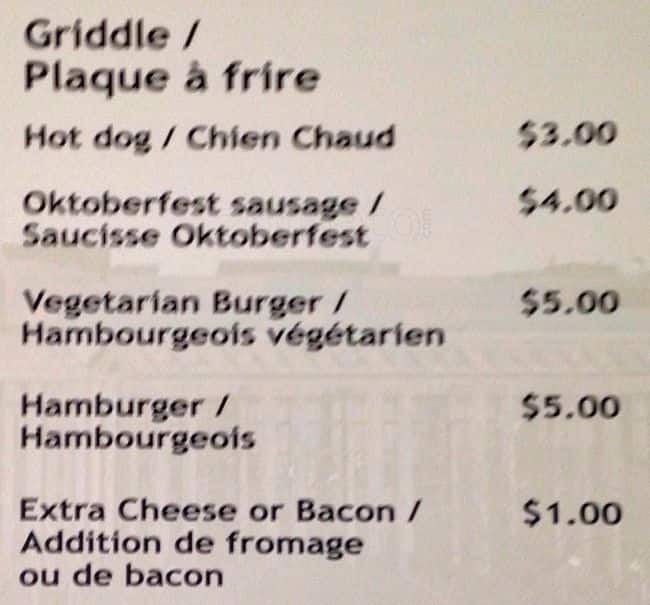 Griddle /
Plaque à frire
Hot dog / Chien Chaud $3.00
Oktoberfest sausage / $4.00
Saucisse Oktoberfest
Vegetarian Burger / $5.00
Hambourgeois végétarien
Hamburger / $5.00
Hambourgeois
Extra Cheese or Bacon / $1.00
Addition de fromage
ou de bacon